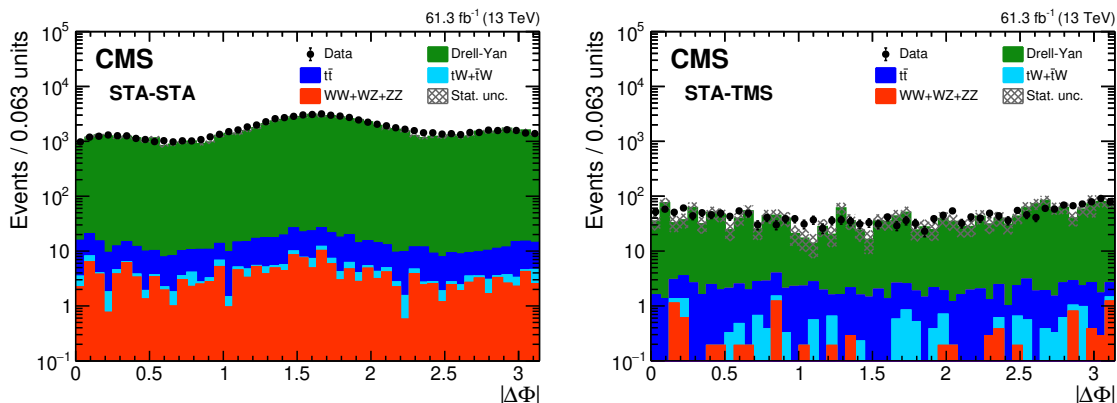 61.3 fb⁻¹ (13 TeV)
CMS
STA-STA
Data
Drell-Yan
tt̄
tW+t̄W
WW+WZ+ZZ
Stat. unc.
Events / 0.063 units
10⁵
10⁴
10³
10²
10
1
10⁻¹
0 0.5 1 1.5 2 2.5 3
|ΔΦ|
61.3 fb⁻¹ (13 TeV)
CMS
STA-TMS
Data
Drell-Yan
tt̄
tW+t̄W
WW+WZ+ZZ
Stat. unc.
Events / 0.063 units
10⁵
10⁴
10³
10²
10
1
10⁻¹
0 0.5 1 1.5 2 2.5 3
|ΔΦ|